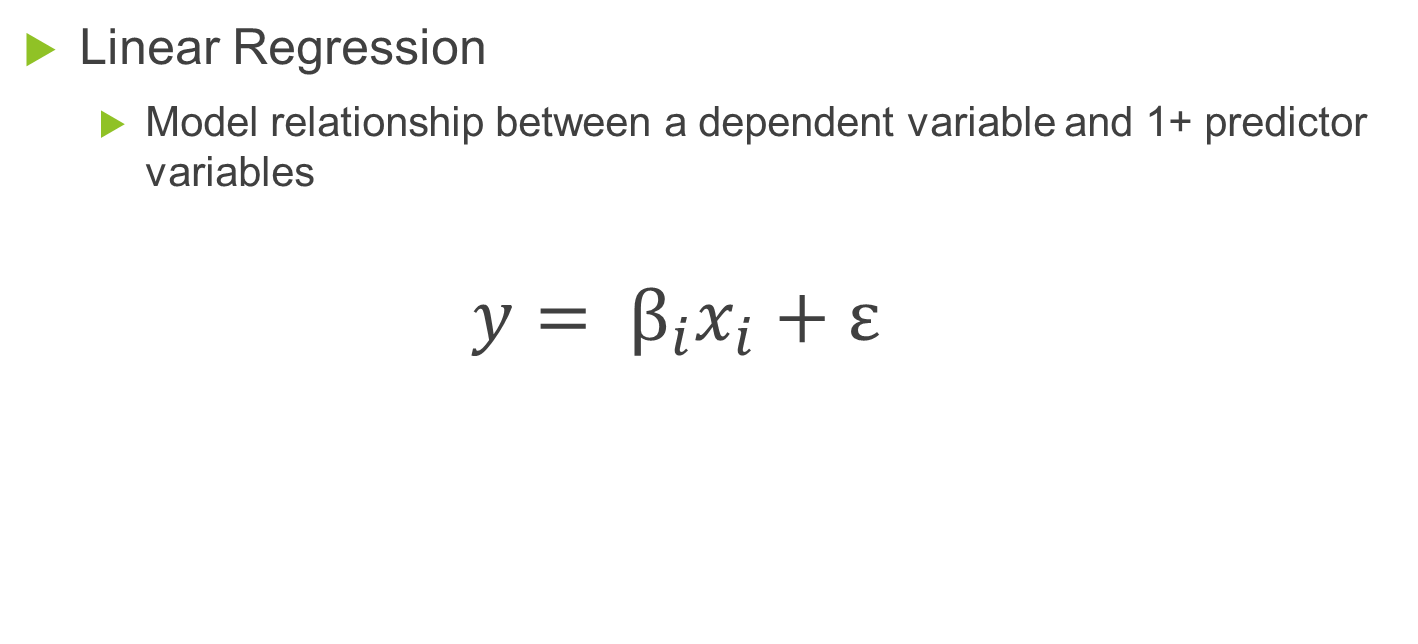 Linear Regression
Model relationship between a dependent variable and 1+ predictor
variables
y = βᵢxᵢ + ε